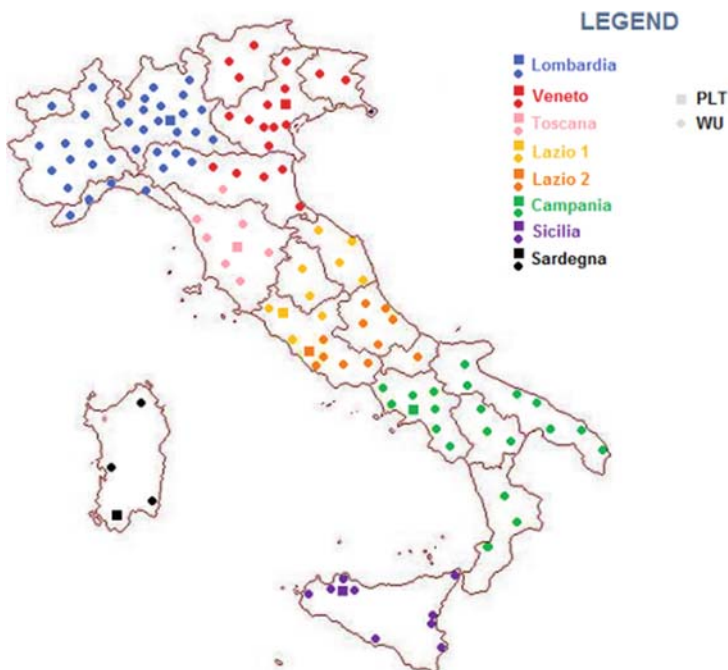 LEGEND
Lombardia
Veneto
Toscana
Lazio 1
Lazio 2
Campania
Sicilia
Sardegna
PLT
WU